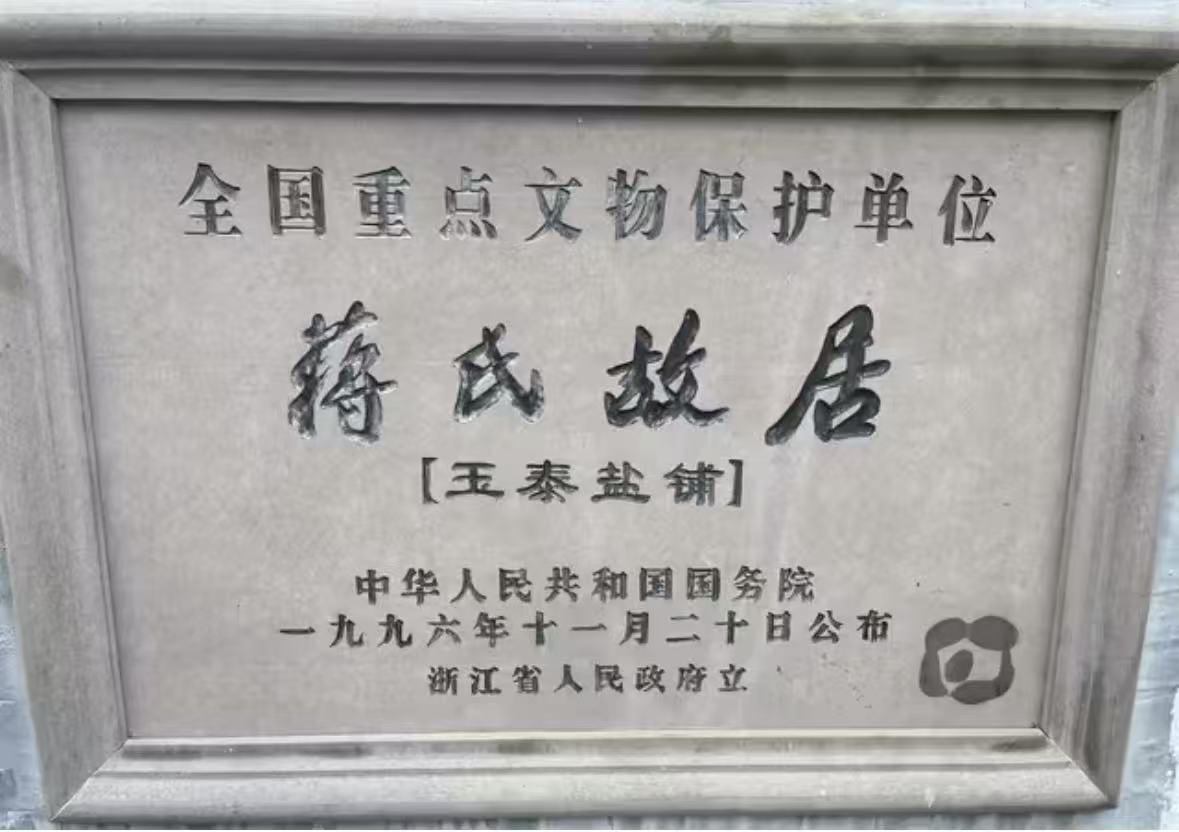 全国重点文物保护单位
蒋氏故居
[玉泰盐铺]
中华人民共和国国务院
一九九六年十一月二十日公布
浙江省人民政府立